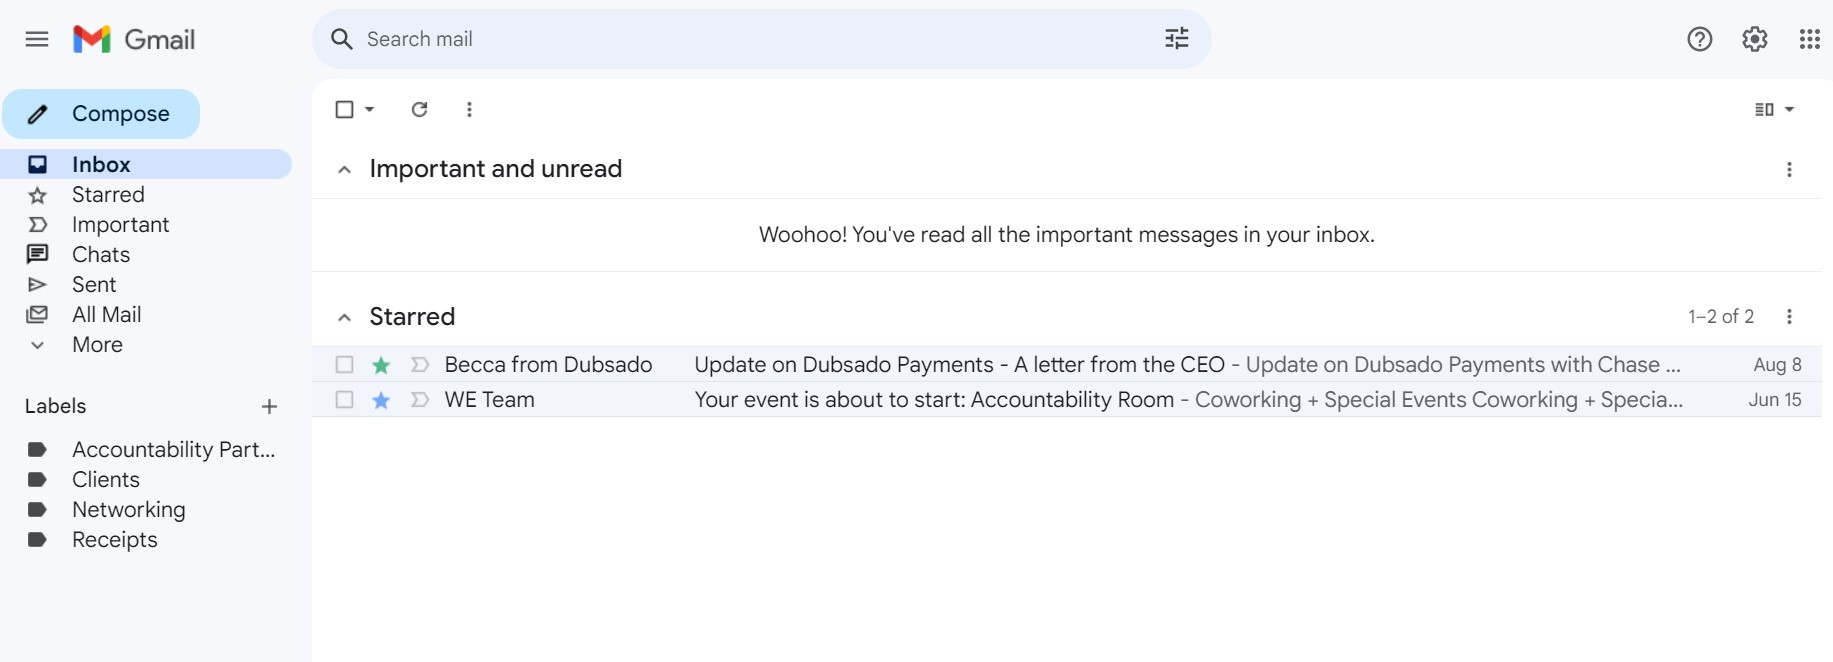 Gmail
Search mail
Compose
Inbox
Starred
Important
Chats
Sent
All Mail
More
Labels
Accountability Part...
Clients
Networking
Receipts
Important and unread
Woohoo! You've read all the important messages in your inbox.
Starred 1–2 of 2
Becca from Dubsado Update on Dubsado Payments - A letter from the CEO - Update on Dubsado Payments with Chase ... Aug 8
WE Team Your event is about to start: Accountability Room - Coworking + Special Events Coworking + Specia... Jun 15